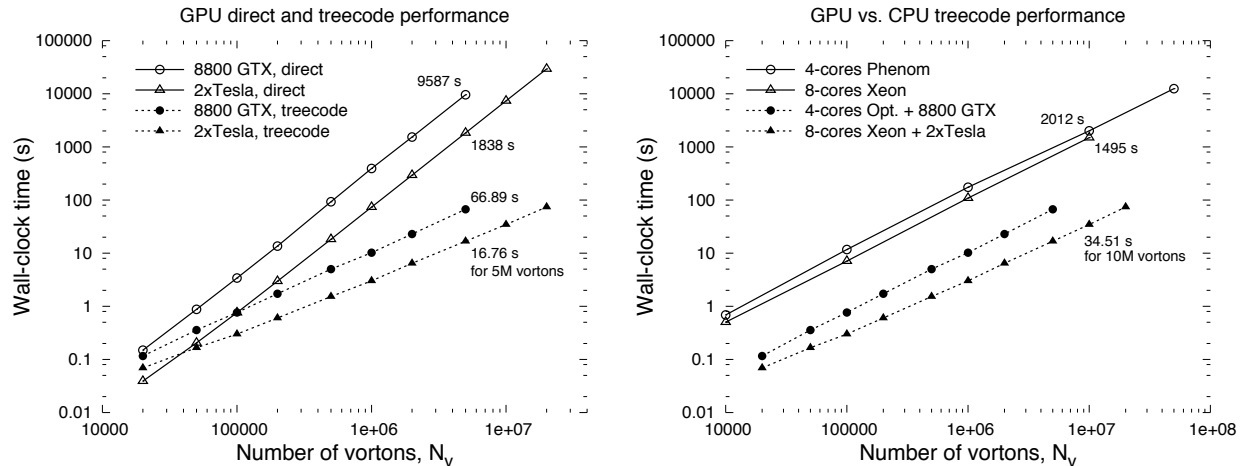 GPU direct and treecode performance
100000
10000
1000
100
10
1
0.1
0.01
Wall-clock time (s)
8800 GTX, direct
2xTesla, direct
8800 GTX, treecode
2xTesla, treecode
9587 s
1838 s
66.89 s
16.76 s
for 5M vortons
10000
100000
1e+06
1e+07
Number of vortons, Nv
GPU vs. CPU treecode performance
100000
10000
1000
100
10
1
0.1
0.01
Wall-clock time (s)
4-cores Phenom
8-cores Xeon
4-cores Opt. + 8800 GTX
8-cores Xeon + 2xTesla
2012 s
1495 s
34.51 s
for 10M vortons
10000
100000
1e+06
1e+07
1e+08
Number of vortons, Nv